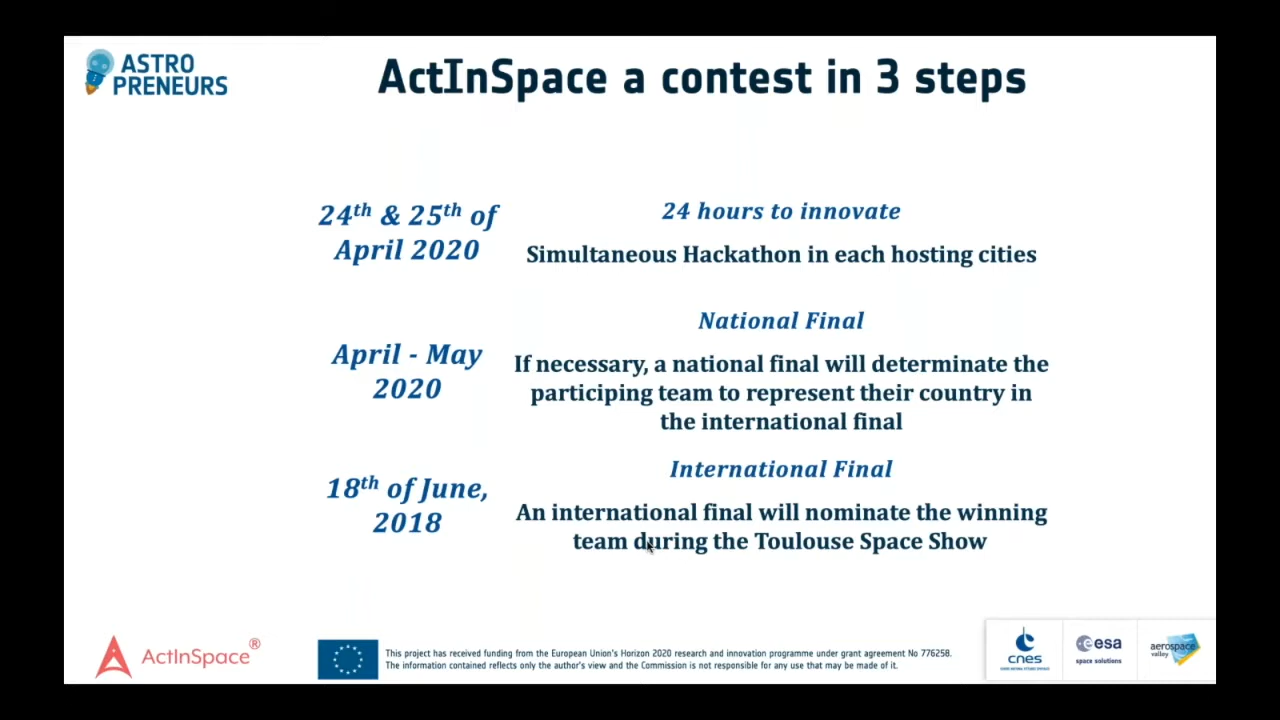 ASTRO
PRENEURS
ActInSpace a contest in 3 steps
24th & 25th of
April 2020
24 hours to innovate
Simultaneous Hackathon in each hosting cities
April - May
2020
National Final
If necessary, a national final will determinate the
participing team to represent their country in
the international final
18th of June,
2018
International Final
An international final will nominate the winning
team during the Toulouse Space Show
ActInSpace®
This project has received funding from the European Union's Horizon 2020 research and innovation programme under grant agreement No 776258.
The information contained reflects only the author's view and the Commission is not responsible for any use that may be made of it.
cnes
esa
space solutions
aerospace
valley